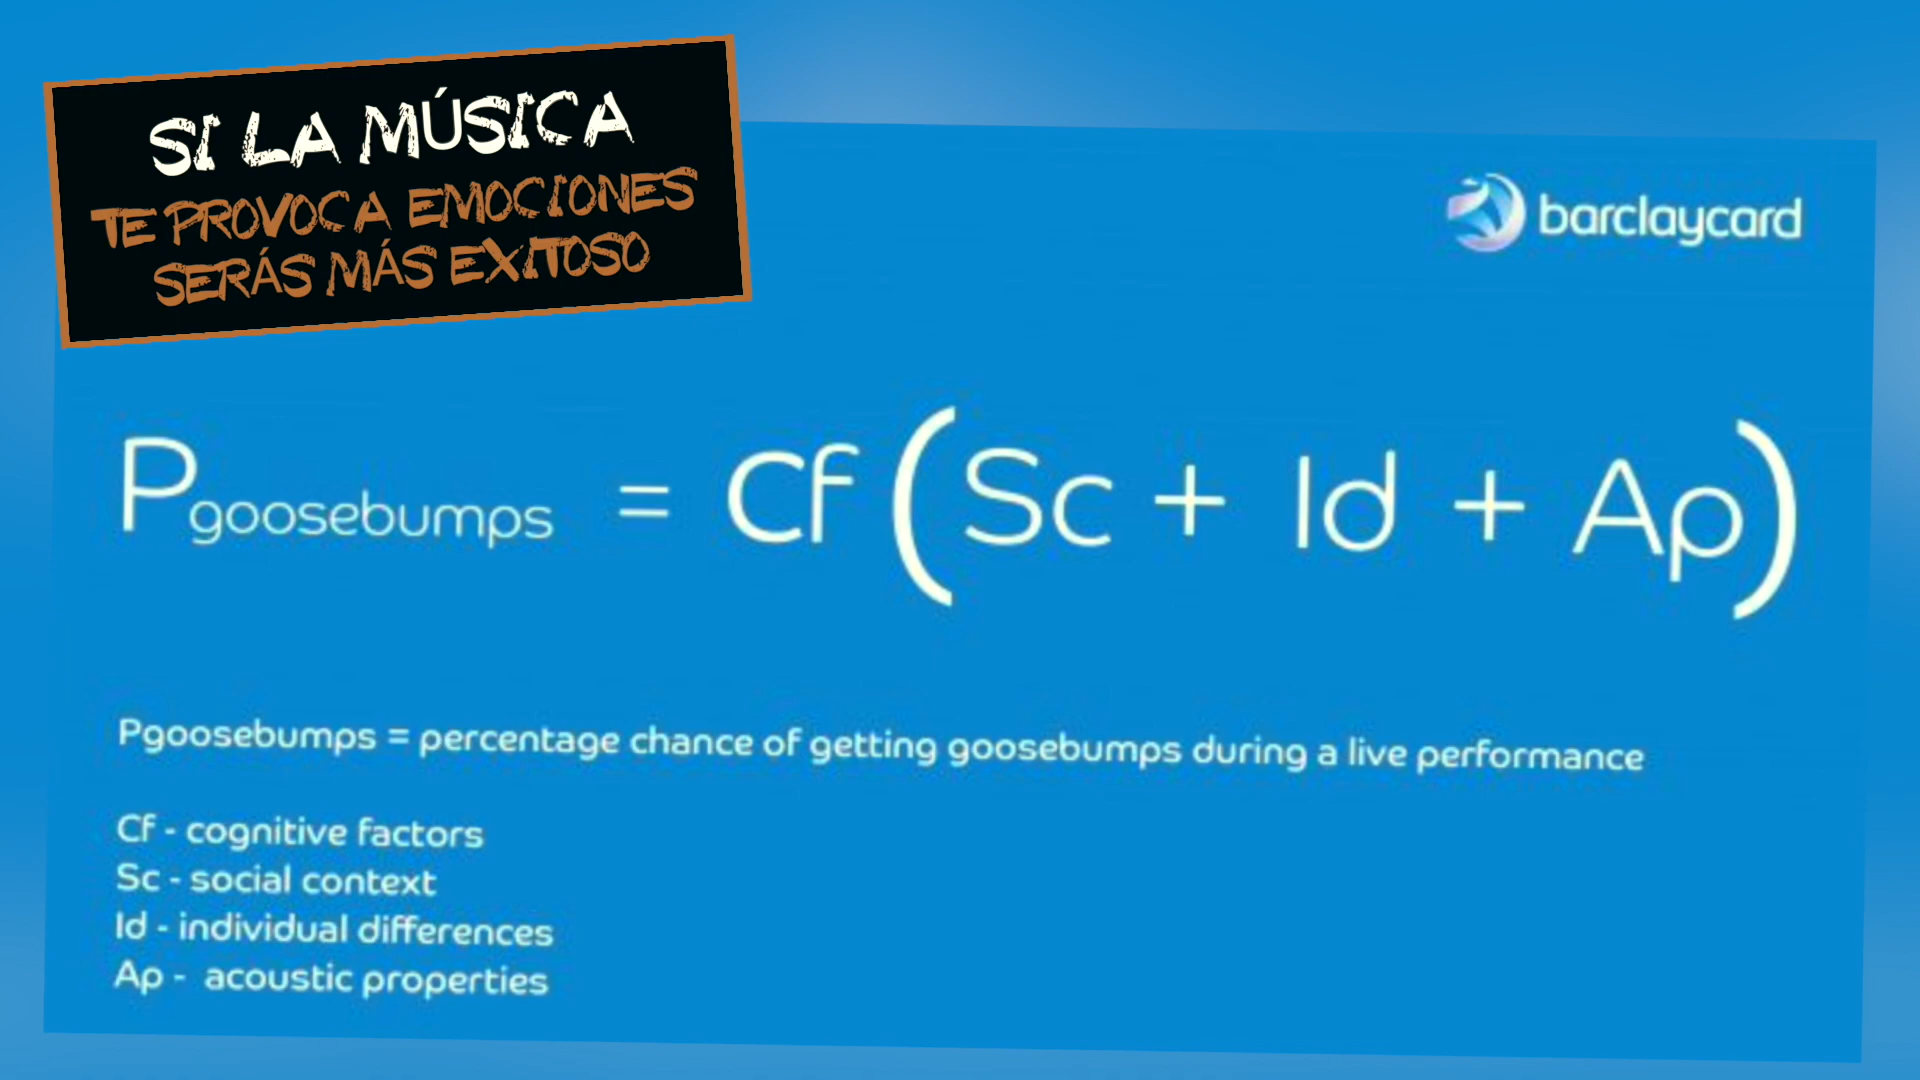 SI LA MÚSICA
TE PROVOCA EMOCIONES
SERÁS MÁS EXITOSO
barclaycard
Pgoosebumps = Cf (Sc + Id + Ap)
Pgoosebumps = percentage chance of getting goosebumps during a live performance
Cf - cognitive factors
Sc - social context
Id - individual differences
Ap - acoustic properties